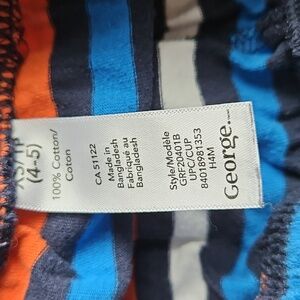 XS/TP
(4-5)
100% Cotton/
Coton
CA 51122
Made in
Bangladesh
Fabriqué au
Bangladesh
Style/Modèle
GRF20401B
UPC/CUP
84018981353
H4M
George.